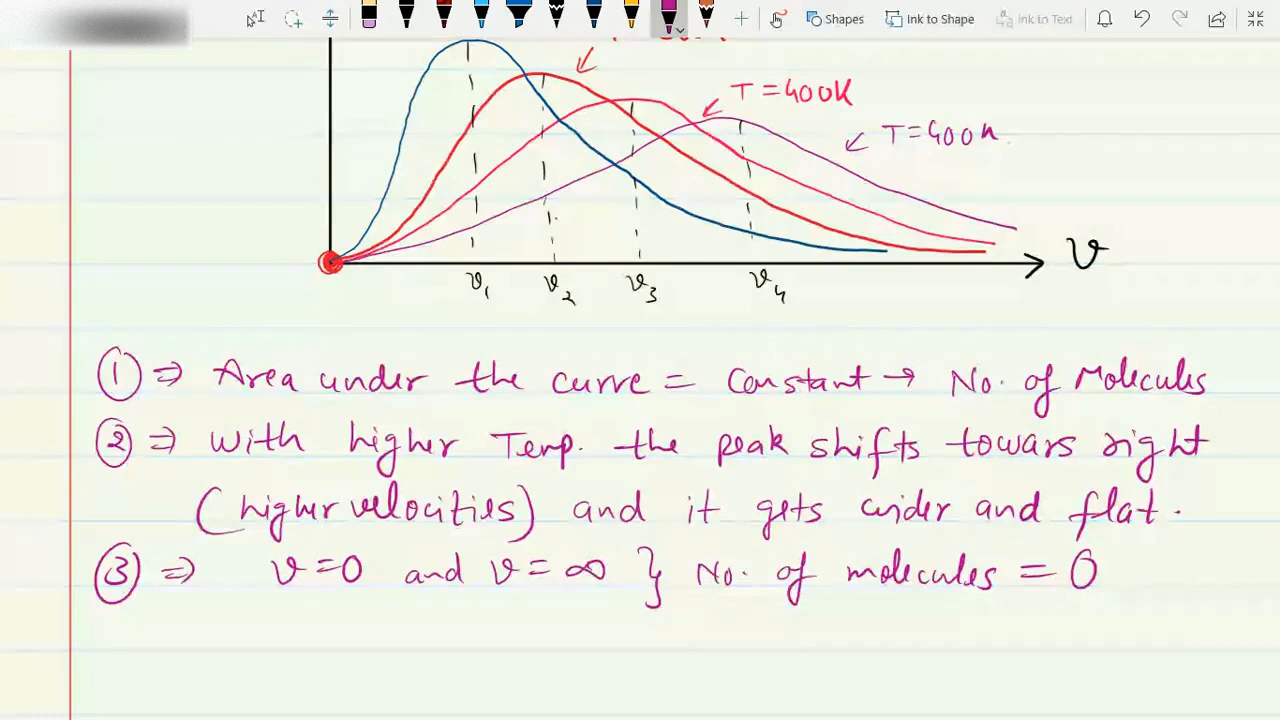 Shapes Ink to Shape Ink to Text
T = 400K
T = 400K
v
v1 v2 v3 v4
① ⇒ Area under the curve = Constant → No. of Molecules
② ⇒ with higher Temp. the peak shifts towars right
(higher velocities) and it gets wider and flat.
③ ⇒ v = 0 and v = ∞ } No. of molecules = 0